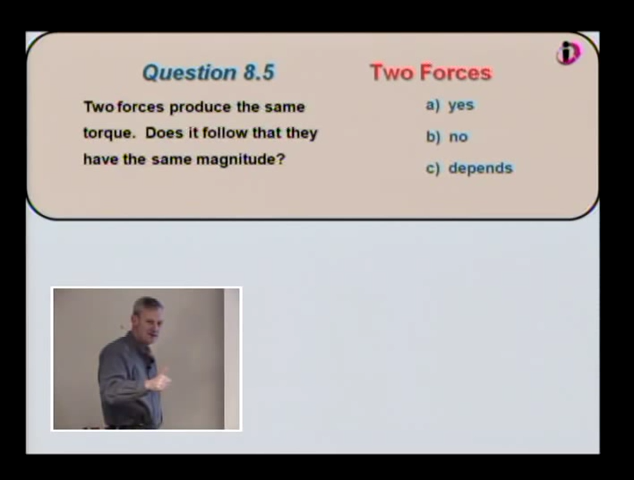 Question 8.5
Two Forces
Two forces produce the same
torque. Does it follow that they
have the same magnitude?
a) yes
b) no
c) depends